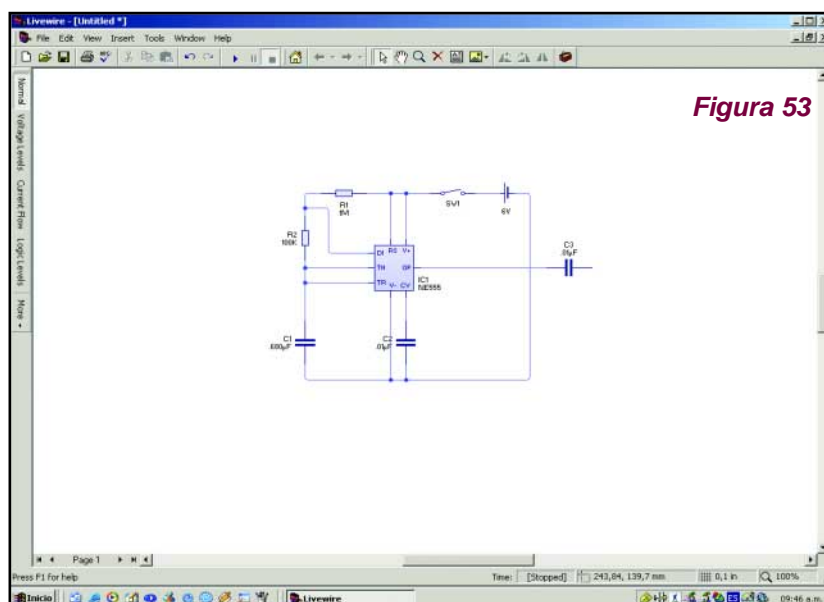 Livewire - [Untitled *]
File Edit View Insert Tools Window Help
Normal
Voltage Levels
Current Flow
Logic Levels
More
Figura 53
R1
1M
SW1
6V
R2
100K
C3
.01µF
DI RS V+
TH OP
TR V- CV
IC1
NE555
C1
.680µF
C2
.01µF
Page 1
Press F1 for help
Time: [Stopped] 243,84, 139,7 mm 0,1 in 100%
Inicio Livewire ES 09:46 a.m.